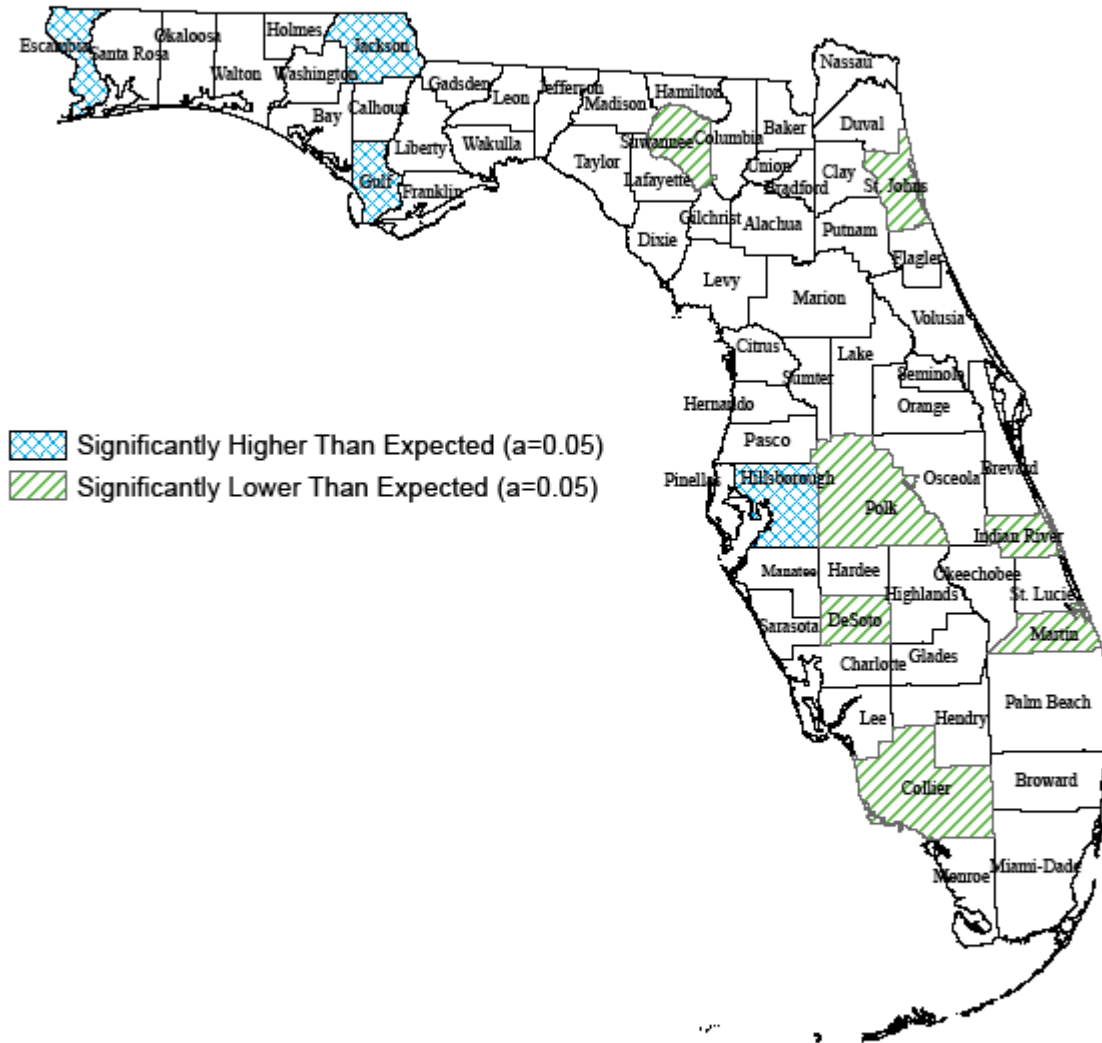 Escambia
Santa Rosa
Okaloosa
Walton
Holmes
Washington
Jackson
Bay
Calhoun
Gulf
Gadsden
Liberty
Franklin
Leon
Wakulla
Jefferson
Madison
Taylor
Hamilton
Suwannee
Lafayette
Columbia
Baker
Nassau
Duval
Union
Bradford
Clay
St. Johns
Gilchrist
Alachua
Putnam
Dixie
Flagler
Levy
Marion
Volusia
Citrus
Sumter
Lake
Seminole
Hernando
Orange
Pasco
Significantly Higher Than Expected (a=0.05)
Significantly Lower Than Expected (a=0.05)
Pinellas
Hillsborough
Polk
Osceola
Brevard
Indian River
Manatee
Hardee
Highlands
Okeechobee
St. Lucie
Sarasota
DeSoto
Martin
Charlotte
Glades
Lee
Hendry
Palm Beach
Collier
Broward
Monroe
Miami-Dade